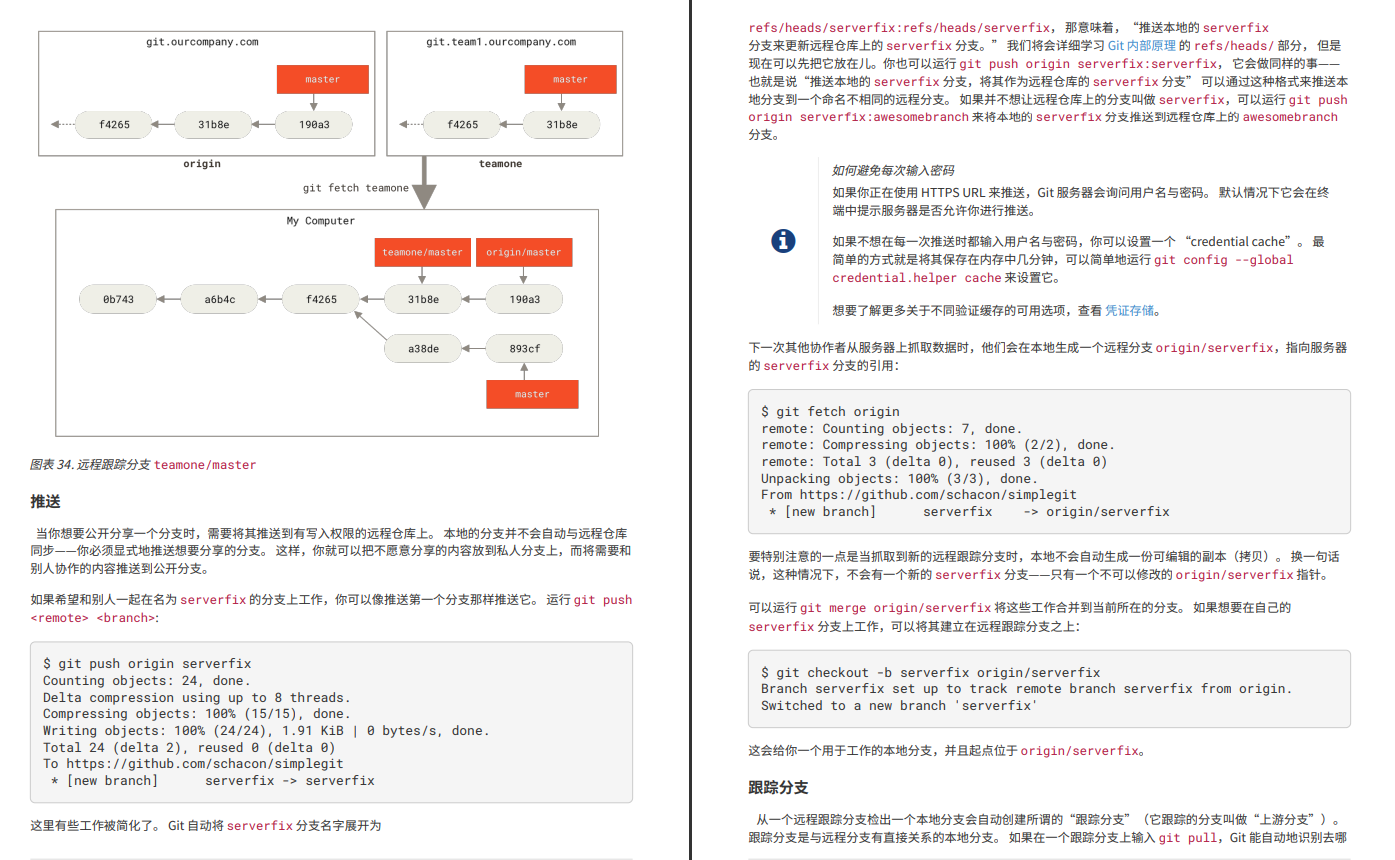 git.ourcompany.com
master
f4265
31b8e
190a3
origin
git.team1.ourcompany.com
master
f4265
31b8e
teamone
git fetch teamone
My Computer
teamone/master
origin/master
0b743
a6b4c
f4265
31b8e
190a3
a38de
893cf
master
图表 34. 远程跟踪分支 teamone/master
推送
当你想要公开分享一个分支时，需要将其推送到有写入权限的远程仓库上。 本地的分支并不会自动与远程仓库
同步——你必须显式地推送想要分享的分支。 这样，你就可以把不愿意分享的内容放到私人分支上，而将需要和
别人协作的内容推送到公开分支。
如果希望和别人一起在名为 serverfix 的分支上工作，你可以像推送第一个分支那样推送它。 运行 git push
<remote> <branch>:
$ git push origin serverfix
Counting objects: 24, done.
Delta compression using up to 8 threads.
Compressing objects: 100% (15/15), done.
Writing objects: 100% (24/24), 1.91 KiB | 0 bytes/s, done.
Total 24 (delta 2), reused 0 (delta 0)
To https://github.com/schacon/simplegit
 * [new branch]      serverfix -> serverfix
这里有些工作被简化了。 Git 自动将 serverfix 分支名字展开为
refs/heads/serverfix:refs/heads/serverfix， 那意味着， “推送本地的 serverfix
分支来更新远程仓库上的 serverfix 分支。” 我们将会详细学习 Git 内部原理 的 refs/heads/ 部分， 但是
现在可以先把它放在儿。你也可以运行 git push origin serverfix:serverfix， 它会做同样的事——
也就是说“推送本地的 serverfix 分支，将其作为远程仓库的 serverfix 分支” 可以通过这种格式来推送本
地分支到一个命名不相同的远程分支。 如果并不想让远程仓库上的分支叫做 serverfix，可以运行 git push
origin serverfix:awesomebranch 来将本地的 serverfix 分支推送到远程仓库上的 awesomebranch
分支。
如何避免每次输入密码
如果你正在使用 HTTPS URL 来推送，Git 服务器会询问用户名与密码。 默认情况下它会在终
端中提示服务器是否允许你进行推送。
如果不想在每一次推送时都输入用户名与密码，你可以设置一个 “credential cache”。 最
简单的方式就是将其保存在内存中几分钟，可以简单地运行 git config --global
credential.helper cache 来设置它。
想要了解更多关于不同验证缓存的可用选项，查看 凭证存储。
下一次其他协作者从服务器上抓取数据时，他们会在本地生成一个远程分支 origin/serverfix，指向服务器
的 serverfix 分支的引用：
$ git fetch origin
remote: Counting objects: 7, done.
remote: Compressing objects: 100% (2/2), done.
remote: Total 3 (delta 0), reused 3 (delta 0)
Unpacking objects: 100% (3/3), done.
From https://github.com/schacon/simplegit
 * [new branch]      serverfix    -> origin/serverfix
要特别注意的一点是当抓取到新的远程跟踪分支时，本地不会自动生成一份可编辑的副本（拷贝）。 换一句话
说，这种情况下，不会有一个新的 serverfix 分支——只有一个不可以修改的 origin/serverfix 指针。
可以运行 git merge origin/serverfix 将这些工作合并到当前所在的分支。 如果想要在自己的
serverfix 分支上工作，可以将其建立在远程跟踪分支之上：
$ git checkout -b serverfix origin/serverfix
Branch serverfix set up to track remote branch serverfix from origin.
Switched to a new branch 'serverfix'
这会给你一个用于工作的本地分支，并且起点位于 origin/serverfix。
跟踪分支
从一个远程跟踪分支检出一个本地分支会自动创建所谓的“跟踪分支”（它跟踪的分支叫做“上游分支”）。
跟踪分支是与远程分支有直接关系的本地分支。 如果在一个跟踪分支上输入 git pull，Git 能自动地识别去哪